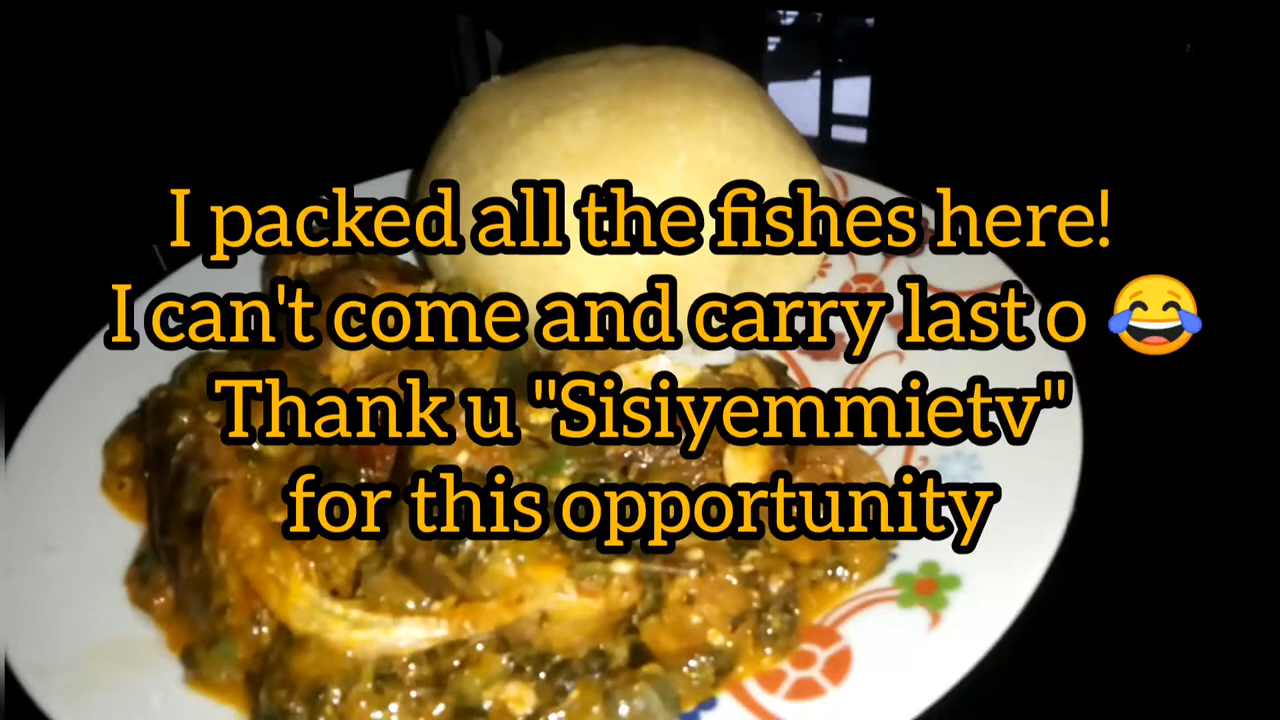 I packed all the fishes here!
I can't come and carry last o 😂
Thank u "Sisiyemmietv"
for this opportunity